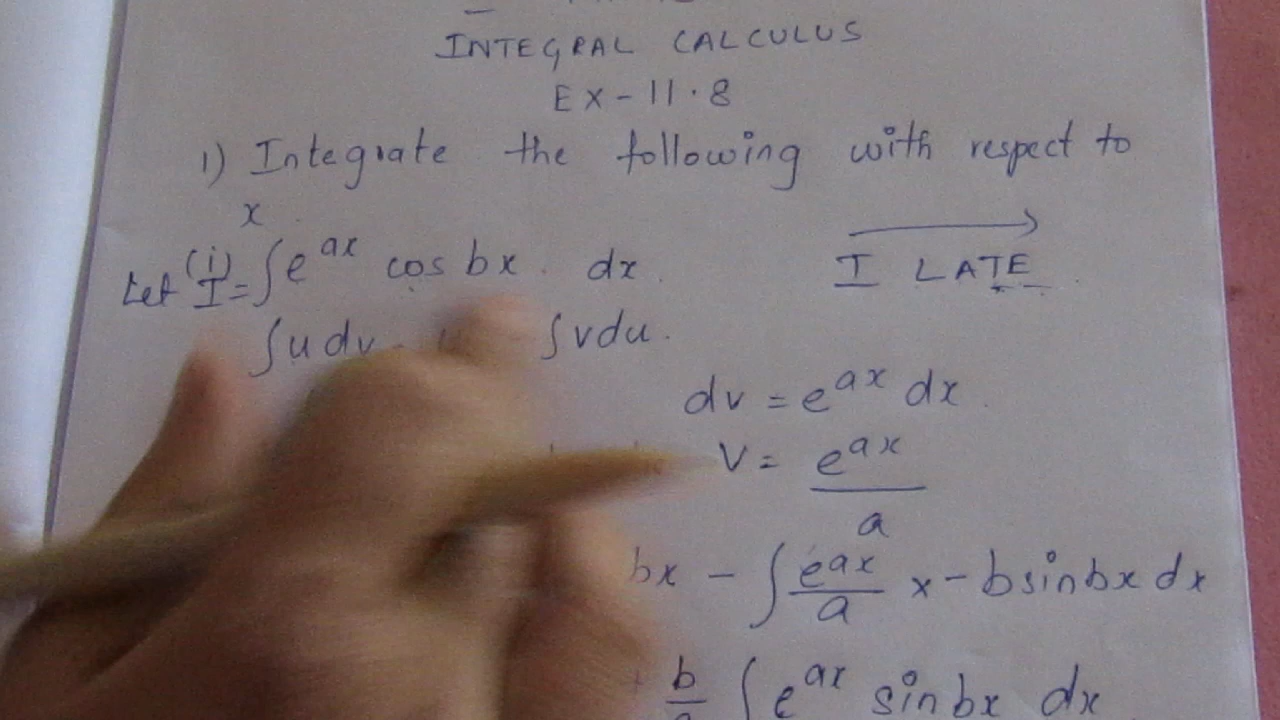 INTEGRAL CALCULUS
EX - 11.8
1) Integrate the following with respect to
x
Let (i) I = ∫e^ax cos bx dx.
I LATE
∫u dv ∫vdu.
dv = e^ax dx.
V = e^ax / a
bx - ∫ e^ax / a x - b sin bx dx
b ∫ e^ax sin bx dx